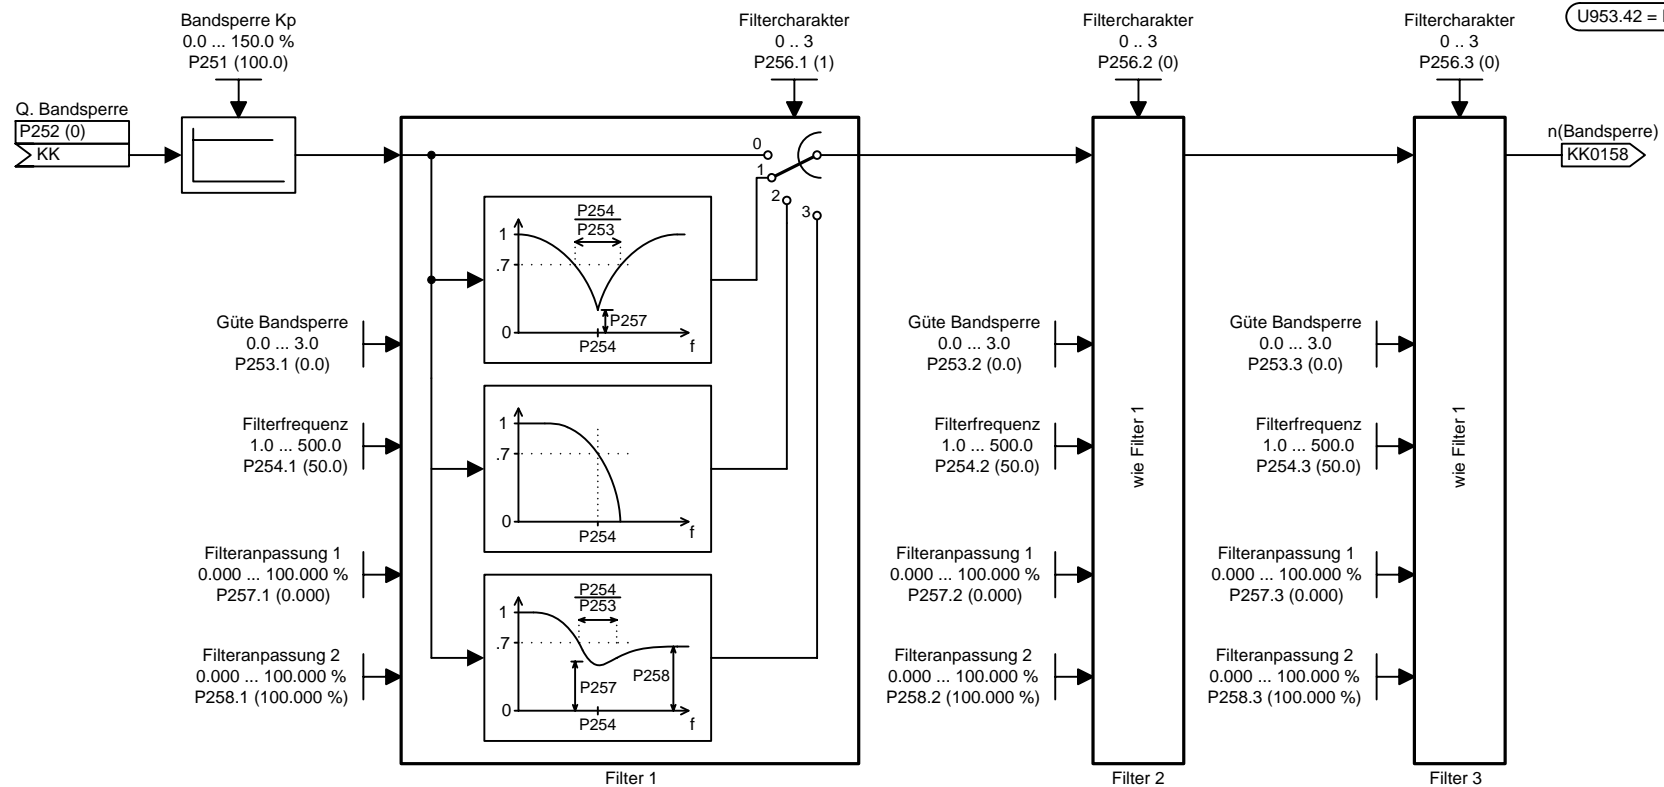 Bandsperre Kp
0.0 ... 150.0 %
P251 (100.0)
Filtercharakter
0 .. 3
P256.1 (1)
Filtercharakter
0 .. 3
P256.2 (0)
Filtercharakter
0 .. 3
P256.3 (0)
U953.42 =
Q. Bandsperre
P252 (0)
KK
n(Bandsperre)
KK0158
0
1
2
3
P254
P253
1
.7
0
P257
P254
f
1
.7
0
P254
f
P254
P253
1
.7
0
P257
P258
P254
f
Güte Bandsperre
0.0 ... 3.0
P253.1 (0.0)
Filterfrequenz
1.0 ... 500.0
P254.1 (50.0)
Filteranpassung 1
0.000 ... 100.000 %
P257.1 (0.000)
Filteranpassung 2
0.000 ... 100.000 %
P258.1 (100.000 %)
Filter 1
Güte Bandsperre
0.0 ... 3.0
P253.2 (0.0)
Filterfrequenz
1.0 ... 500.0
P254.2 (50.0)
Filteranpassung 1
0.000 ... 100.000 %
P257.2 (0.000)
Filteranpassung 2
0.000 ... 100.000 %
P258.2 (100.000 %)
wie Filter 1
Filter 2
Güte Bandsperre
0.0 ... 3.0
P253.3 (0.0)
Filterfrequenz
1.0 ... 500.0
P254.3 (50.0)
Filteranpassung 1
0.000 ... 100.000 %
P257.3 (0.000)
Filteranpassung 2
0.000 ... 100.000 %
P258.3 (100.000 %)
wie Filter 1
Filter 3